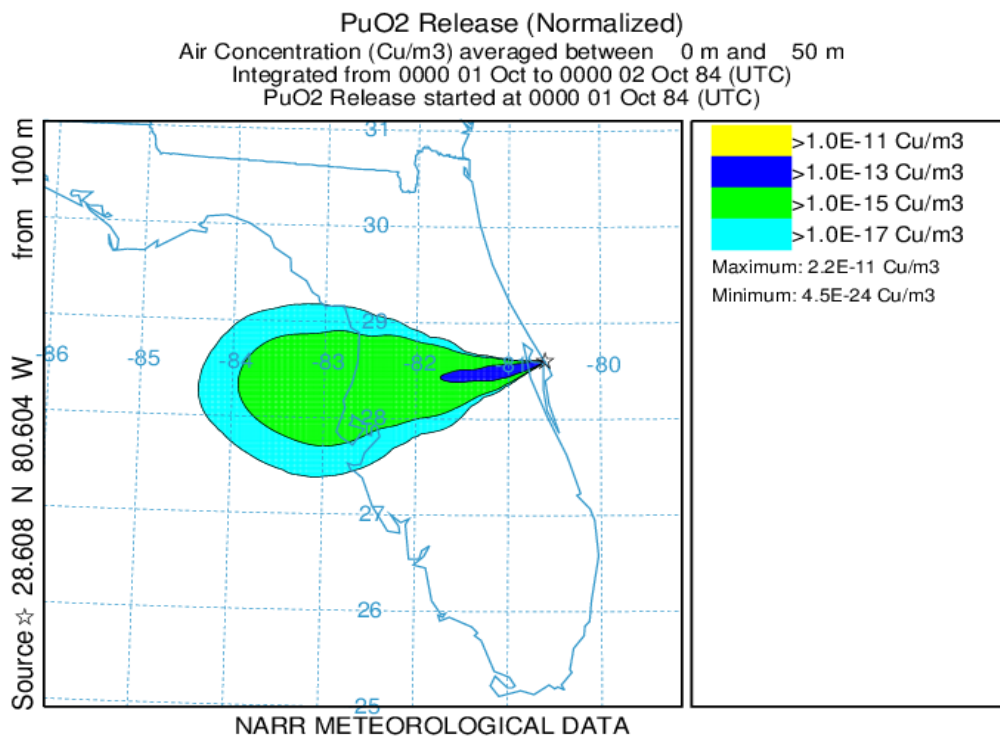 PuO2 Release (Normalized)
Air Concentration (Cu/m3) averaged between 0 m and 50 m
Integrated from 0000 01 Oct to 0000 02 Oct 84 (UTC)
PuO2 Release started at 0000 01 Oct 84 (UTC)
Source ☆ 28.608 N 80.604 W from 100 m
31
30
29
-86
-85
-84
-83
-82
-81
-80
28
27
26
25
>1.0E-11 Cu/m3
>1.0E-13 Cu/m3
>1.0E-15 Cu/m3
>1.0E-17 Cu/m3
Maximum: 2.2E-11 Cu/m3
Minimum: 4.5E-24 Cu/m3
NARR METEOROLOGICAL DATA